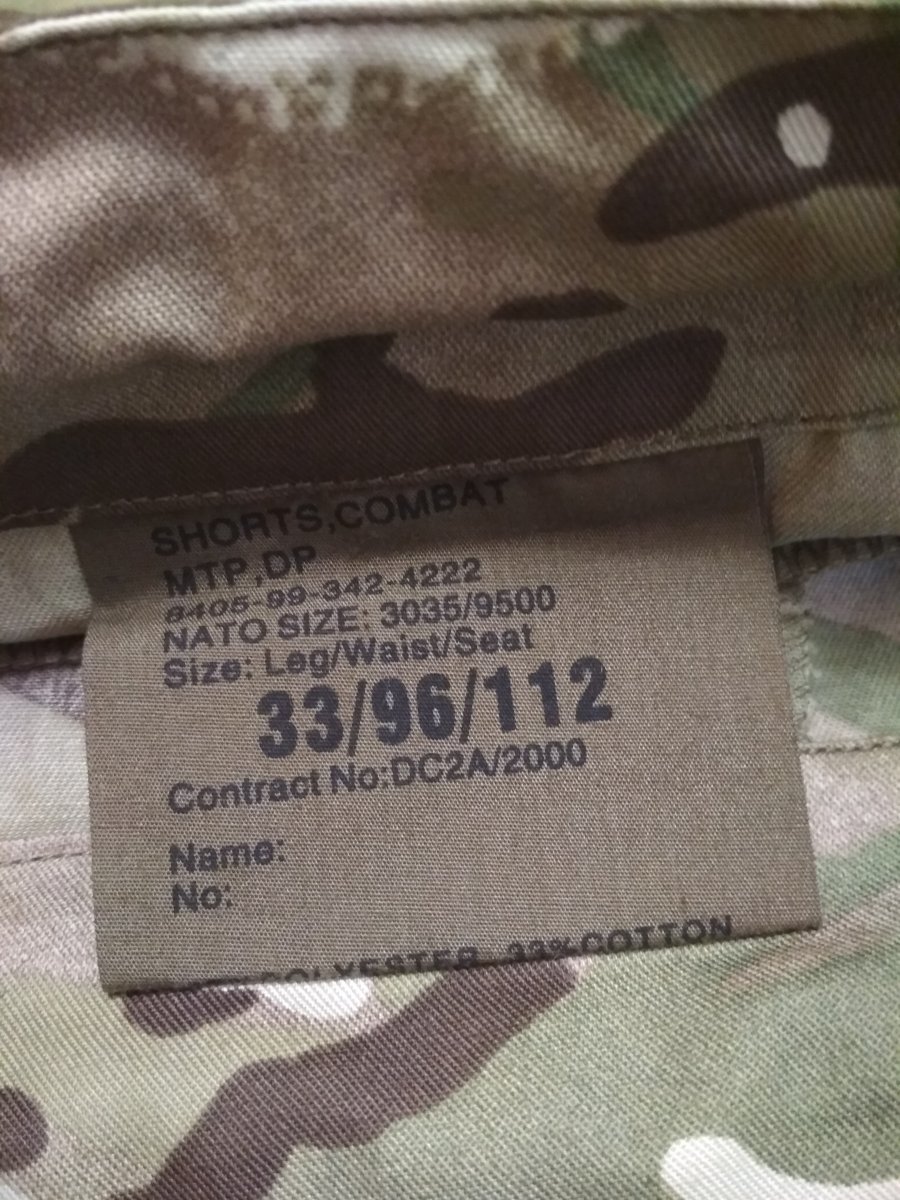 SHORTS,COMBAT
MTP,DP
8405-99-342-4222
NATO SIZE: 3035/9500
Size: Leg/Waist/Seat
33/96/112
Contract No:DC2A/2000
Name:
No:
POLYESTER 33% COTTON